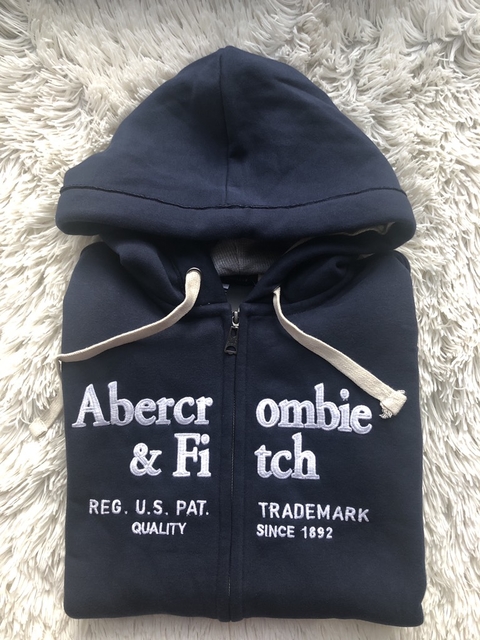 Abercrombie
& Fitch
REG. U.S. PAT. TRADEMARK
QUALITY SINCE 1892